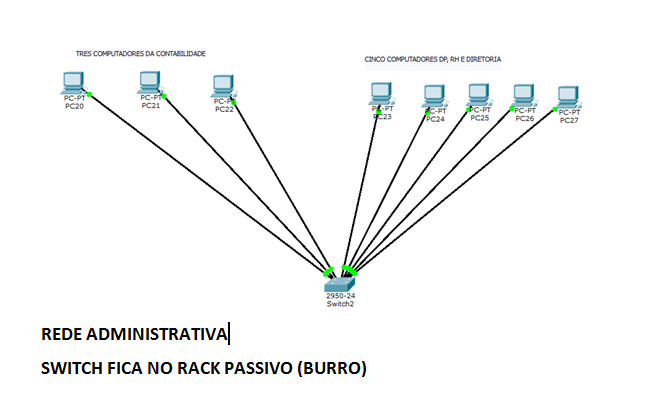 TRES COMPUTADORES DA CONTABILIDADE
CINCO COMPUTADORES DP, RH E DIRETORIA
PC-PT
PC20
PC-PT
PC21
PC-PT
PC22
PC-PT
PC23
PC-PT
PC24
PC-PT
PC25
PC-PT
PC26
PC-PT
PC27
2950-24
Switch2
REDE ADMINISTRATIVA
SWITCH FICA NO RACK PASSIVO (BURRO)